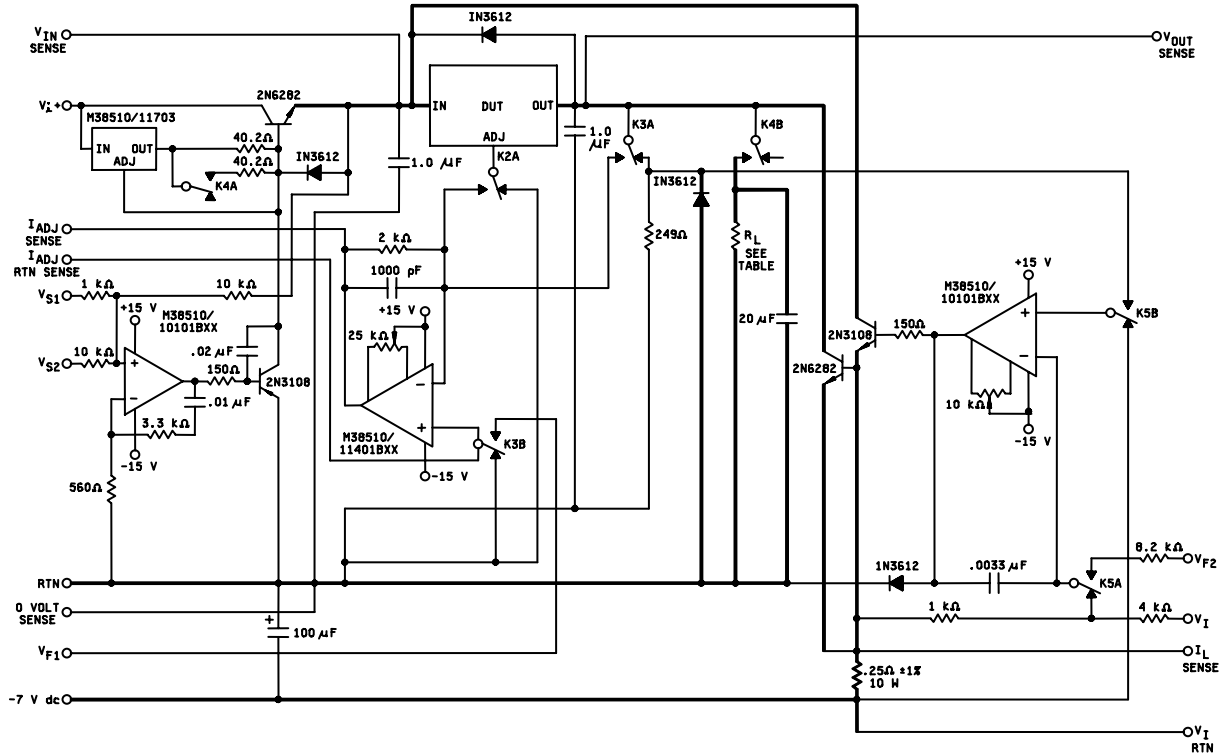 IN3612
VIN
SENSE
VOUT
SENSE
Vi+
2N6282
M38510/11703
IN OUT
ADJ
40.2Ω
40.2Ω
K4A
IN3612
1.0 µF
IN DUT OUT
ADJ
K2A
1.0
µF
K3A
K4B
IN3612
249Ω
RL
SEE
TABLE
20 µF
IADJ
SENSE
IADJ
RTN SENSE
2 kΩ
1000 pF
VS1
1 kΩ
10 kΩ
+15 V
M38510/
10101BXX
VS2
10 kΩ
.02 µF
150Ω
2N3108
.01 µF
3.3 kΩ
-15 V
560Ω
+15 V
25 kΩ
M38510/
11401BXX
-15 V
K3B
2N3108
2N6282
150Ω
+15 V
M38510/
10101BXX
10 kΩ
-15 V
K5B
RTN
0 VOLT
SENSE
+
100 µF
VF1
-7 V dc
1N3612
.0033 µF
K5A
8.2 kΩ
VF2
1 kΩ
4 kΩ
VI
IL
SENSE
.25Ω ±1%
10 W
VI
RTN